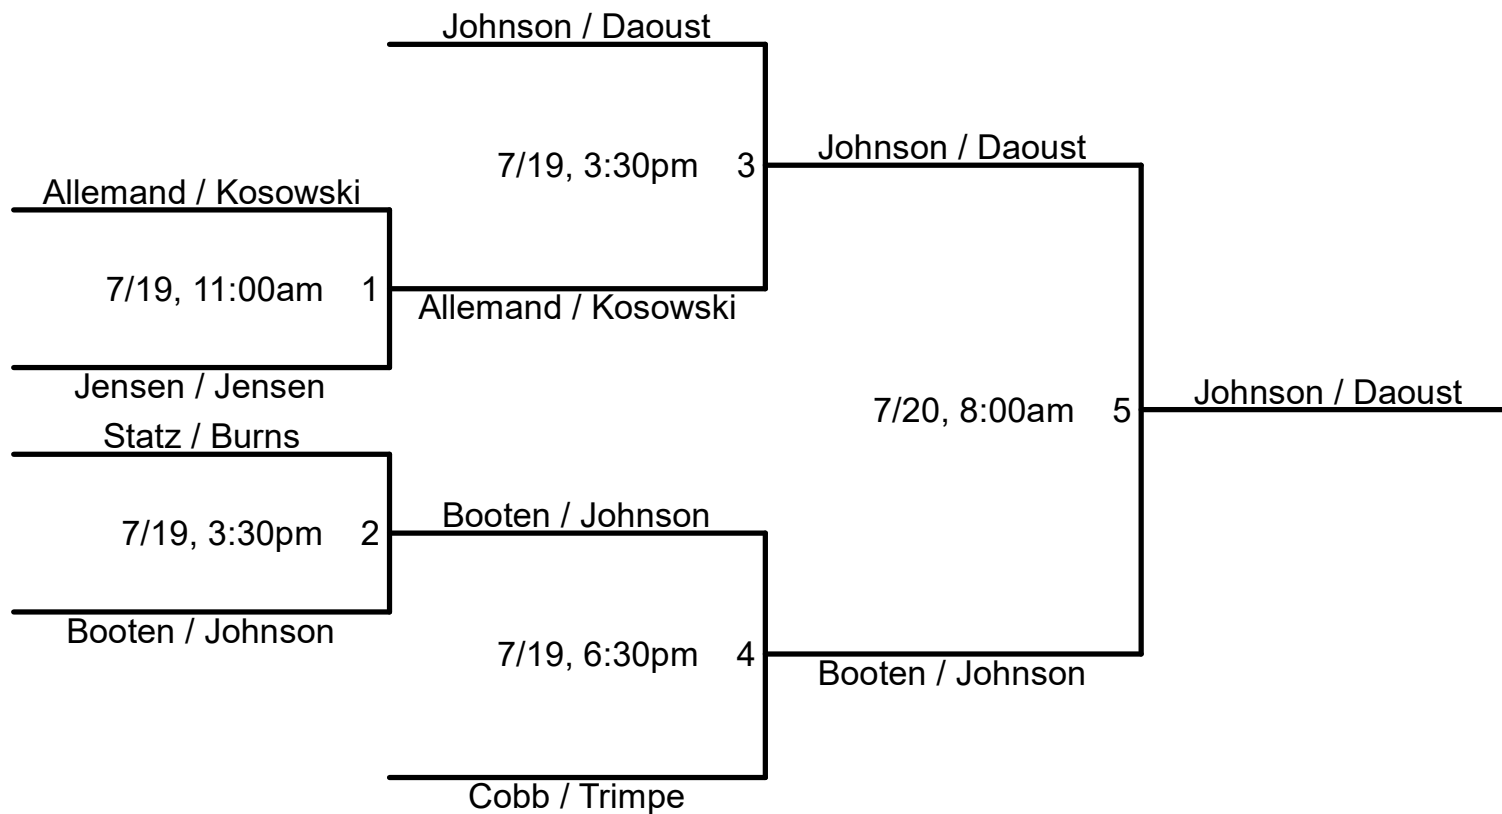 Johnson / Daoust
7/19, 3:30pm 3
Johnson / Daoust
Allemand / Kosowski
7/19, 11:00am 1
Allemand / Kosowski
Jensen / Jensen
7/20, 8:00am 5
Johnson / Daoust
Statz / Burns
7/19, 3:30pm 2
Booten / Johnson
Booten / Johnson
7/19, 6:30pm 4
Booten / Johnson
Cobb / Trimpe